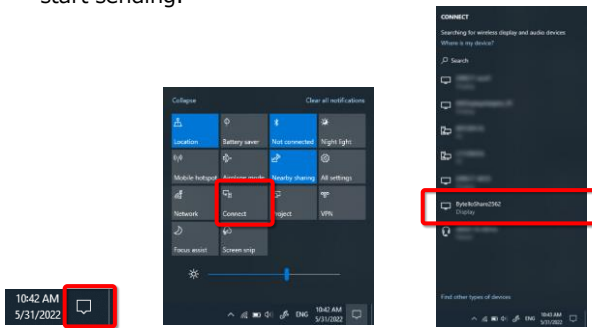 start sending.
10:42 AM
5/31/2022
Collapse Clear all notifications
Location Battery saver Not connected Night light
Mobile hotspot Airplane mode Nearby sharing All settings
Network Connect Project VPN
Focus assist Screen snip
ENG 10:42 AM
5/31/2022
CONNECT
Searching for wireless display and audio devices
Where is my device?
Search
BytelloShare2562
Display
Find other types of devices
ENG 10:43 AM
5/31/2022